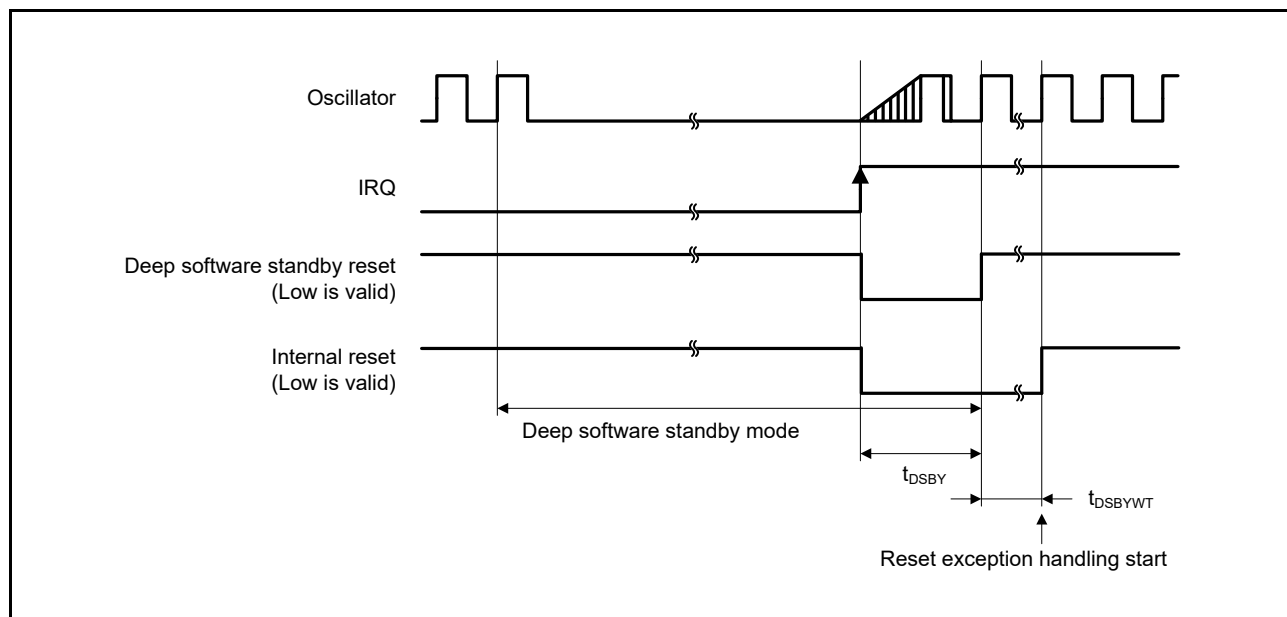 Oscillator
IRQ
Deep software standby reset
(Low is valid)
Internal reset
(Low is valid)
Deep software standby mode
tDSBY
tDSBYWT
Reset exception handling start